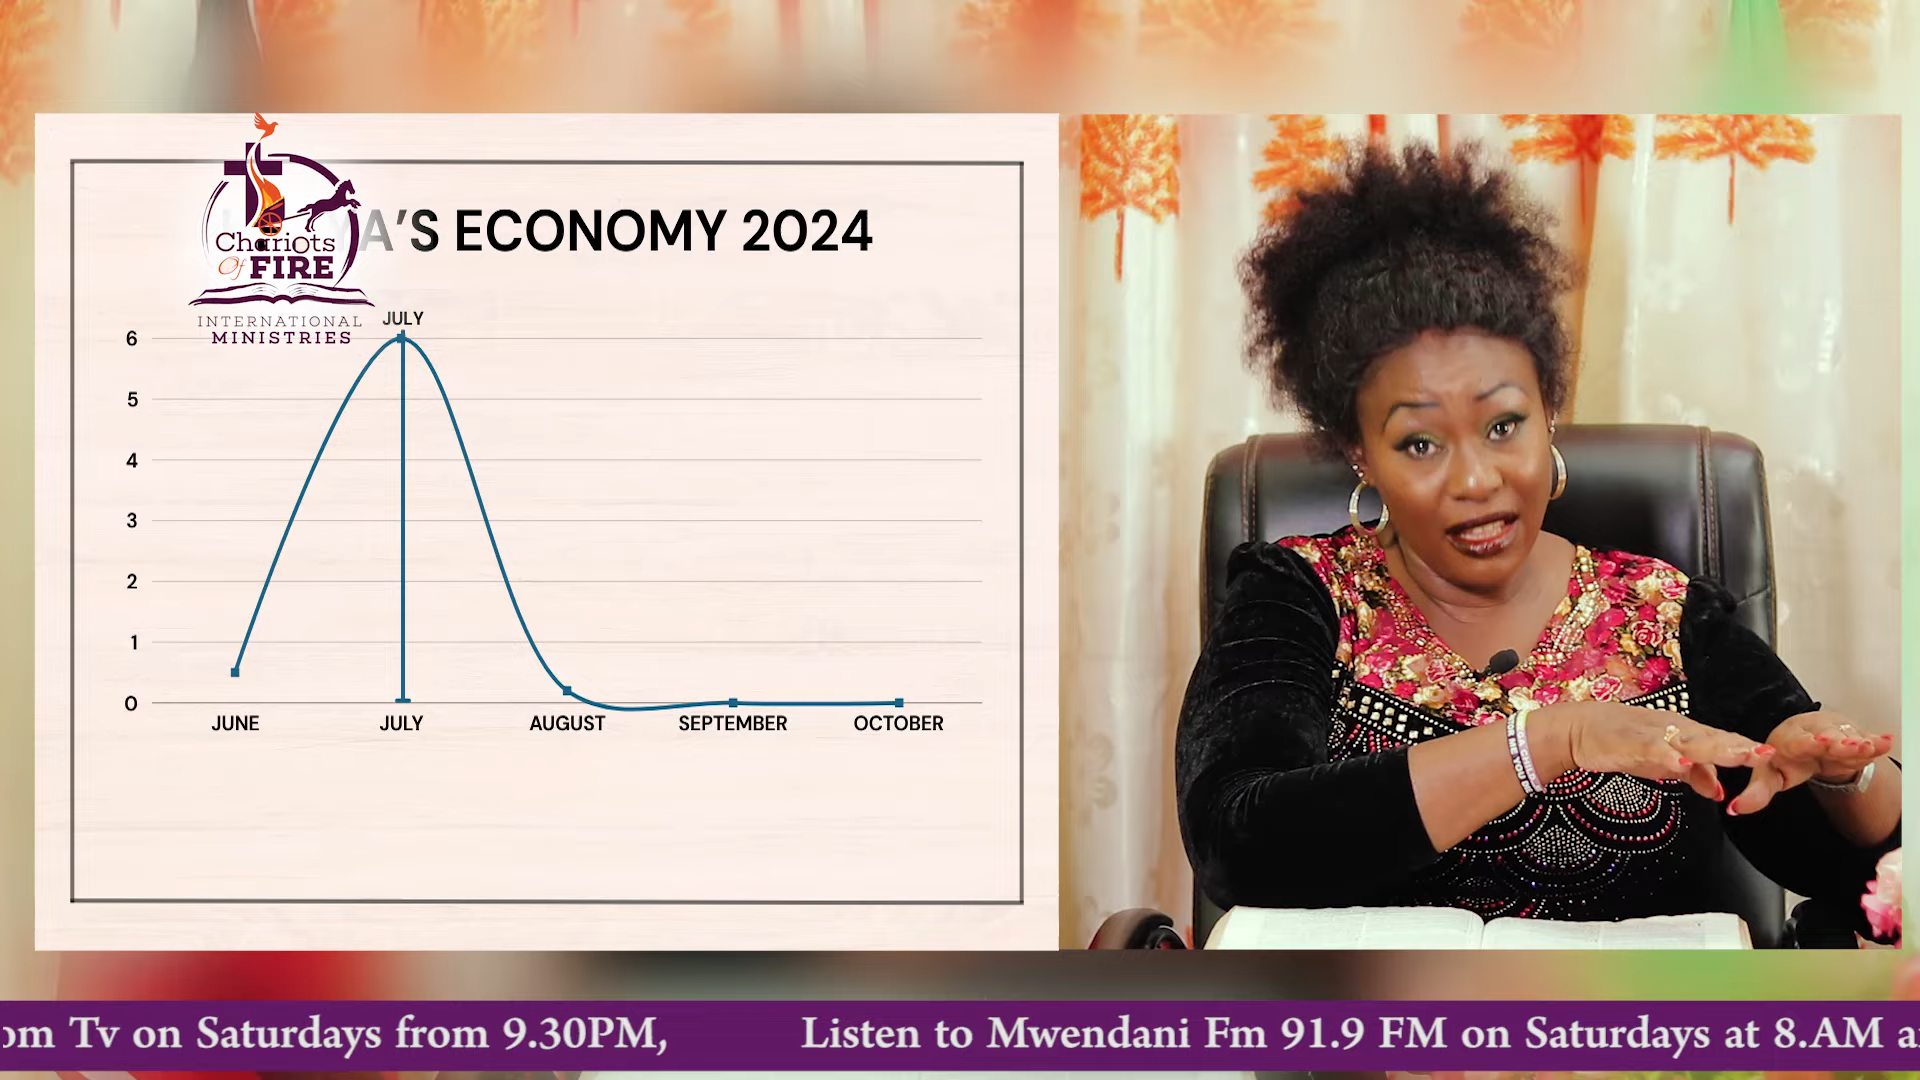 Chariots
Of FIRE
INTERNATIONAL
MINISTRIES
YA'S ECONOMY 2024
JULY
6
5
4
3
2
1
0
JUNE JULY AUGUST SEPTEMBER OCTOBER
om Tv on Saturdays from 9.30PM, Listen to Mwendani Fm 91.9 FM on Saturdays at 8.AM a